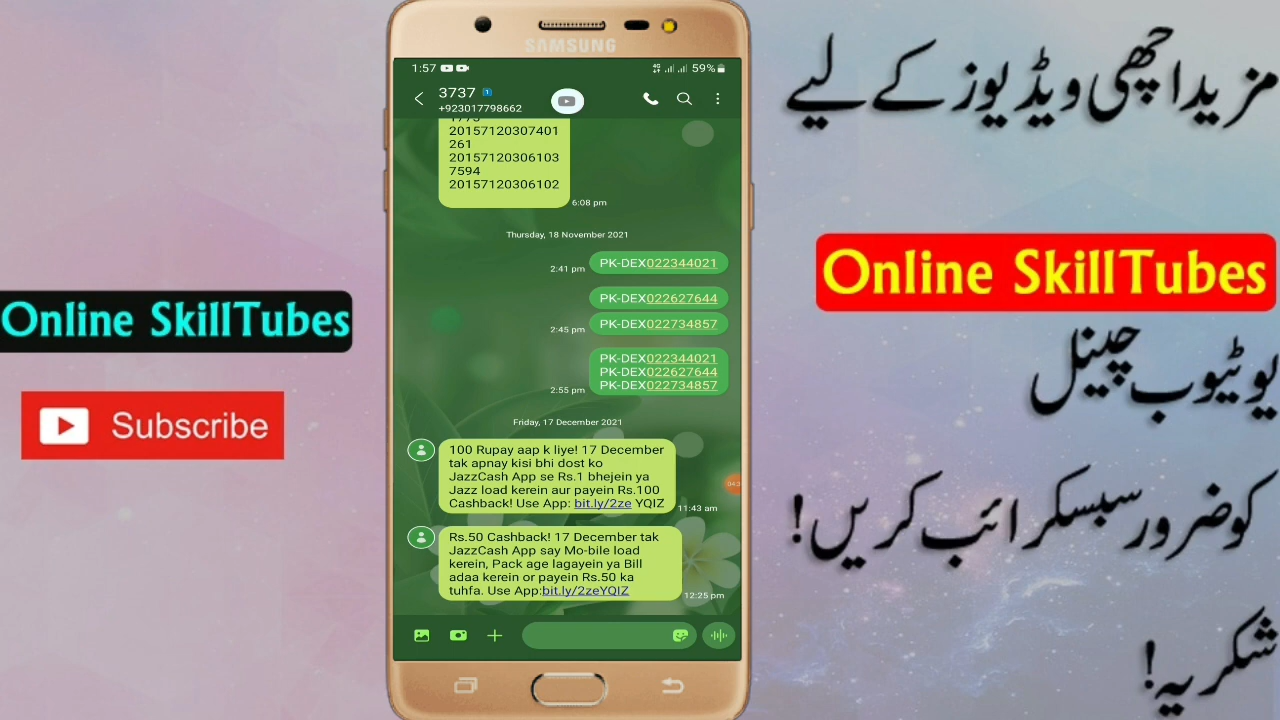 Online SkillTubes
Subscribe
SAMSUNG
1:57
4G
59%
3737
1
+923017798662
1773
20157120307401
261
20157120306103
7594
20157120306102
6:08 pm
Thursday, 18 November 2021
PK-DEX022344021
2:41 pm
PK-DEX022627644
PK-DEX022734857
2:45 pm
PK-DEX022344021
PK-DEX022627644
PK-DEX022734857
2:55 pm
Friday, 17 December 2021
100 Rupay aap k liye! 17 December
tak apnay kisi bhi dost ko
JazzCash App se Rs.1 bhejein ya
Jazz load kerein aur payein Rs.100
Cashback! Use App: bit.ly/2ze YQIZ
11:43 am
Rs.50 Cashback! 17 December tak
JazzCash App say Mo-bile load
kerein, Pack age lagayein ya Bill
adaa kerein or payein Rs.50 ka
tuhfa. Use App:bit.ly/2zeYQIZ
12:25 pm
مزید اچھی ویڈیوز کے لیے
Online SkillTubes
یوٹیوب چینل
کو ضرور سبسکرائب کریں!
شکریہ!